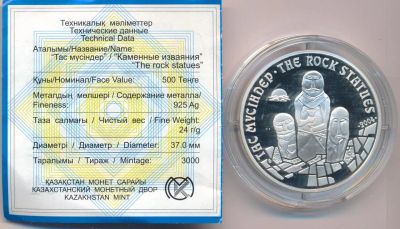 Техникалық мәліметтер
Технические данные
Technical Data
Аталымы/Название/Name:
"Тас мүсіндер" / "Каменные изваяния"
"The rock statues"
Құны/Номинал/Face Value: 500 Теңге
Металдың мөлшері / Содержание металла/
Fineness: 925 Ag
Таза салмағы / Чистый вес / Fine Weight:
24 г/g
Диаметрі / Диаметр / Diameter: 37.0 мм
Таралымы / Тираж / Mintage: 3000
ҚАЗАҚСТАН МОНЕТ САРАЙЫ
КАЗАХСТАНСКИЙ МОНЕТНЫЙ ДВОР
KAZAKHSTAN MINT
ТАС МҮСІНДЕР · THE ROCK STATUES